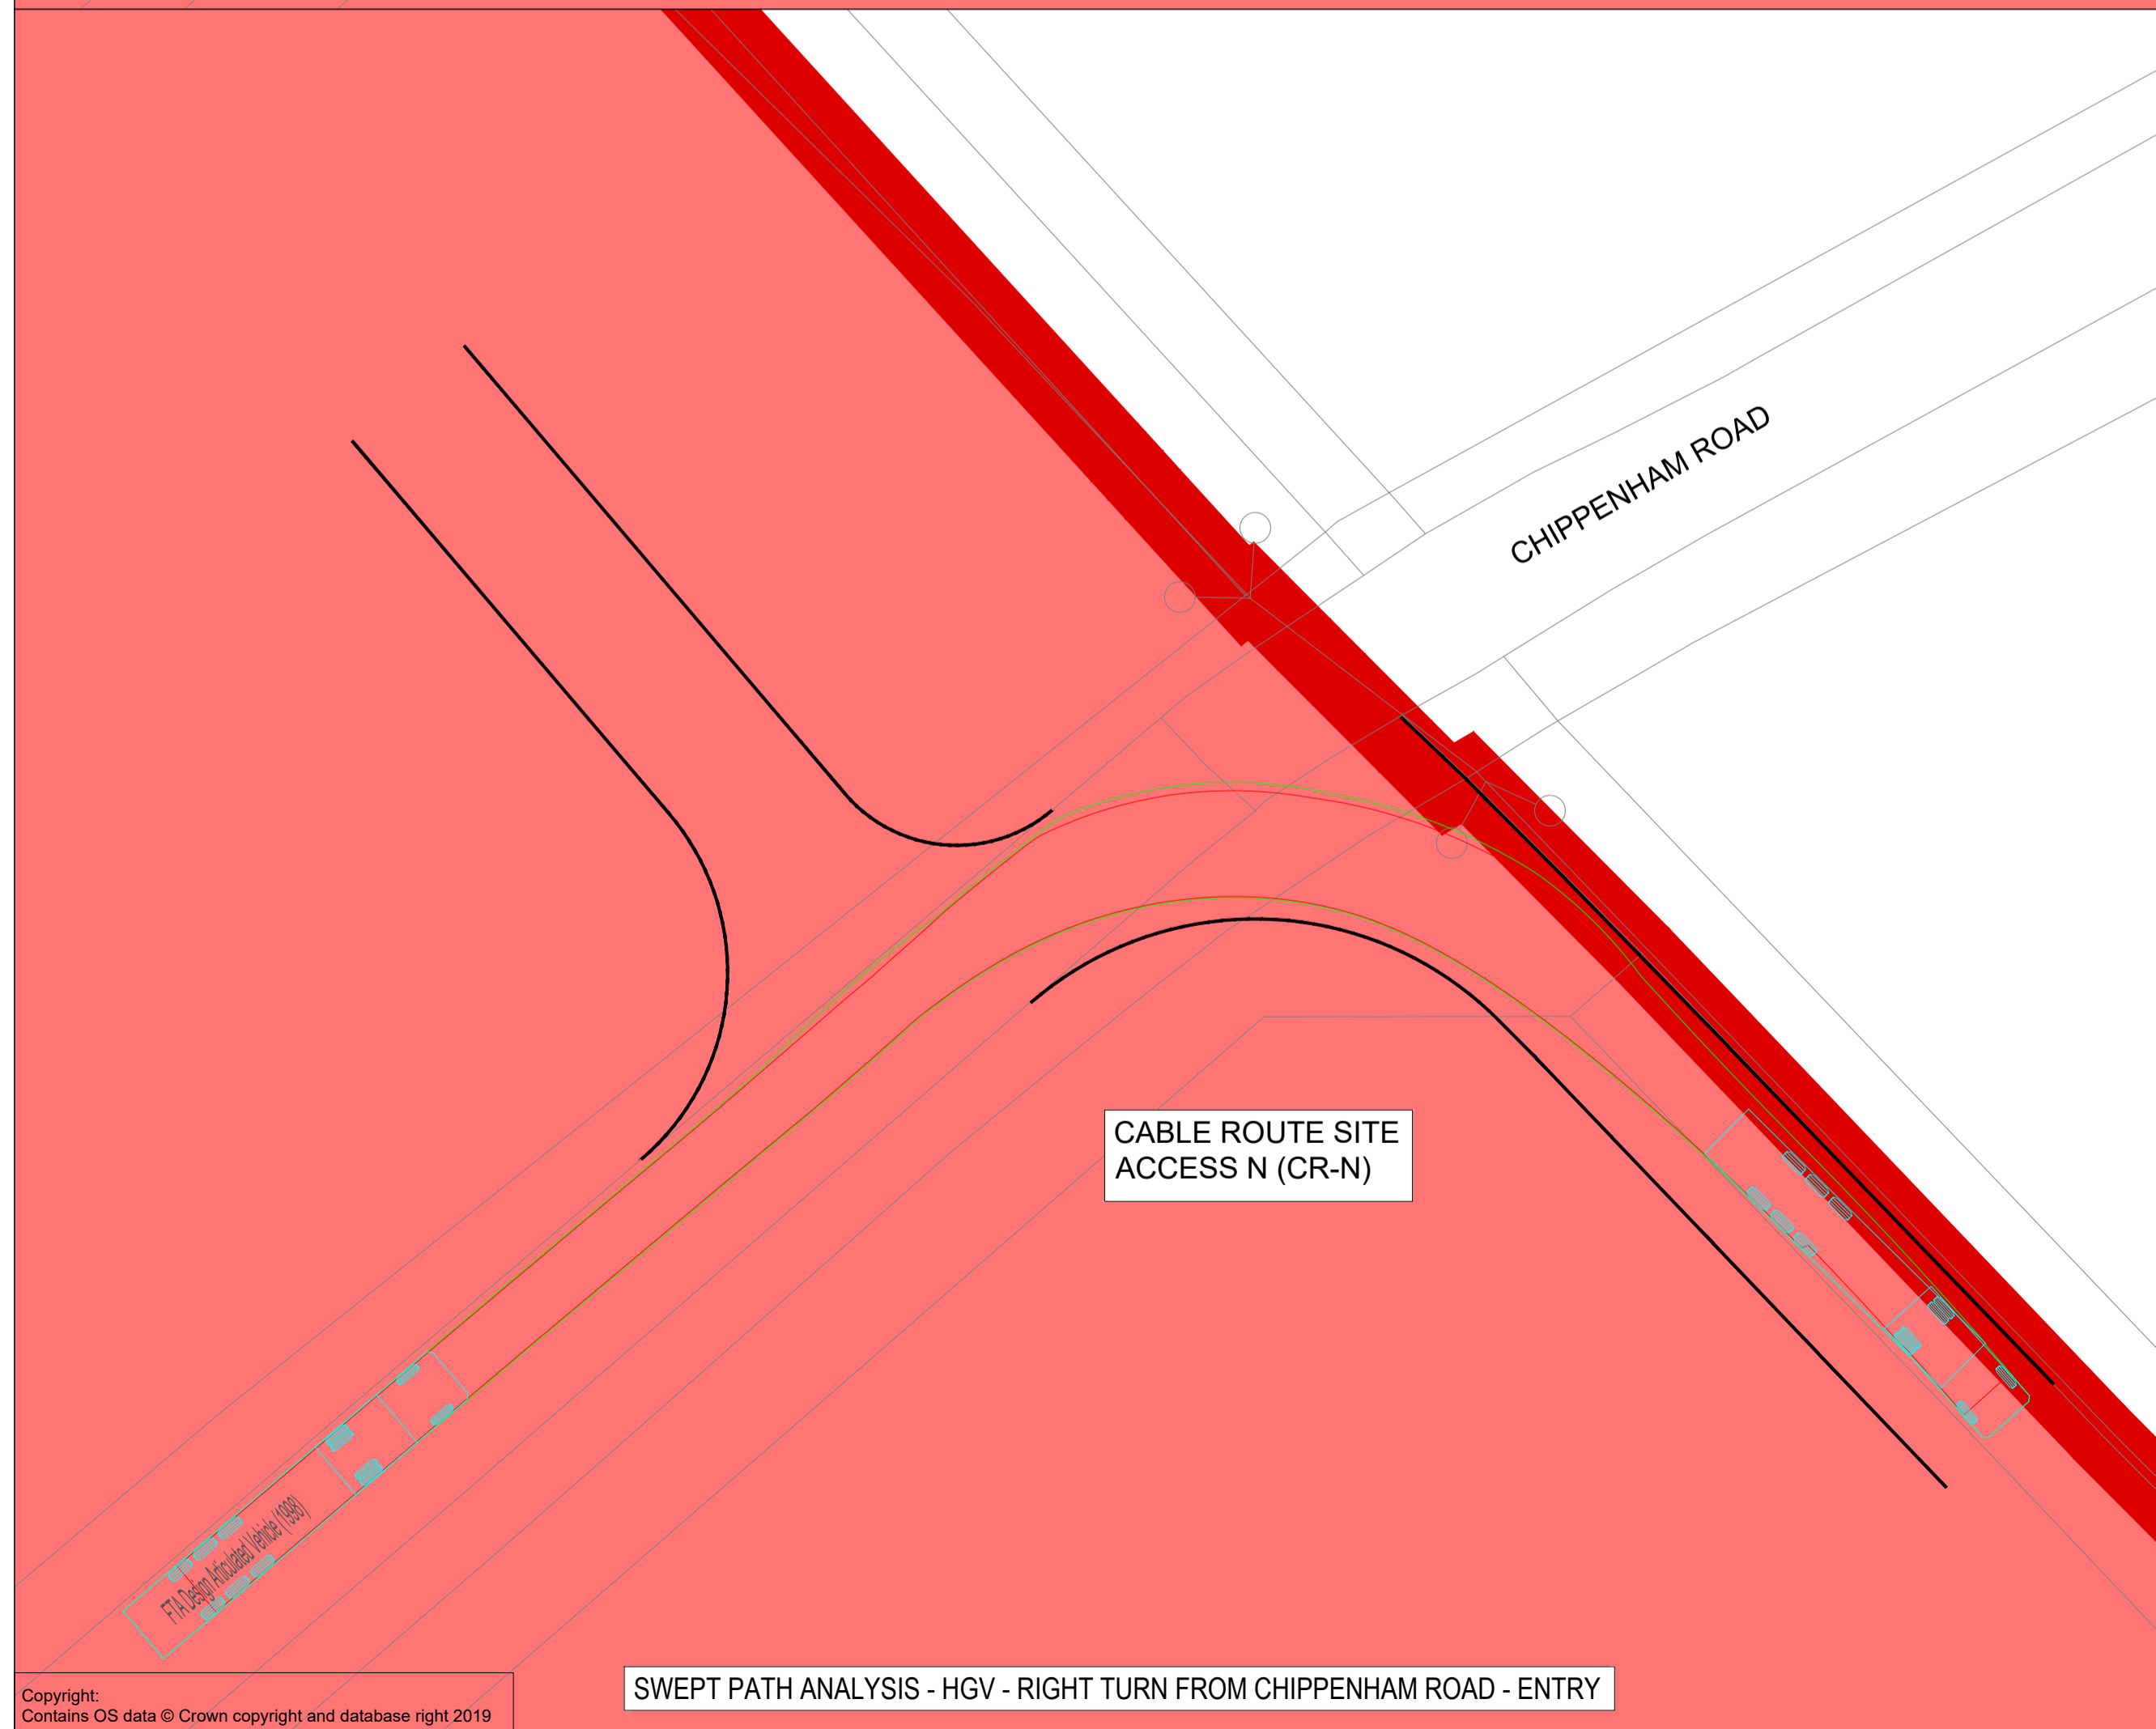 CHIPPENHAM ROAD
CABLE ROUTE SITE
ACCESS N (CR-N)
FTA Design Articulated Vehicle (1998)
SWEPT PATH ANALYSIS - HGV - RIGHT TURN FROM CHIPPENHAM ROAD - ENTRY
Copyright:
Contains OS data © Crown copyright and database right 2019